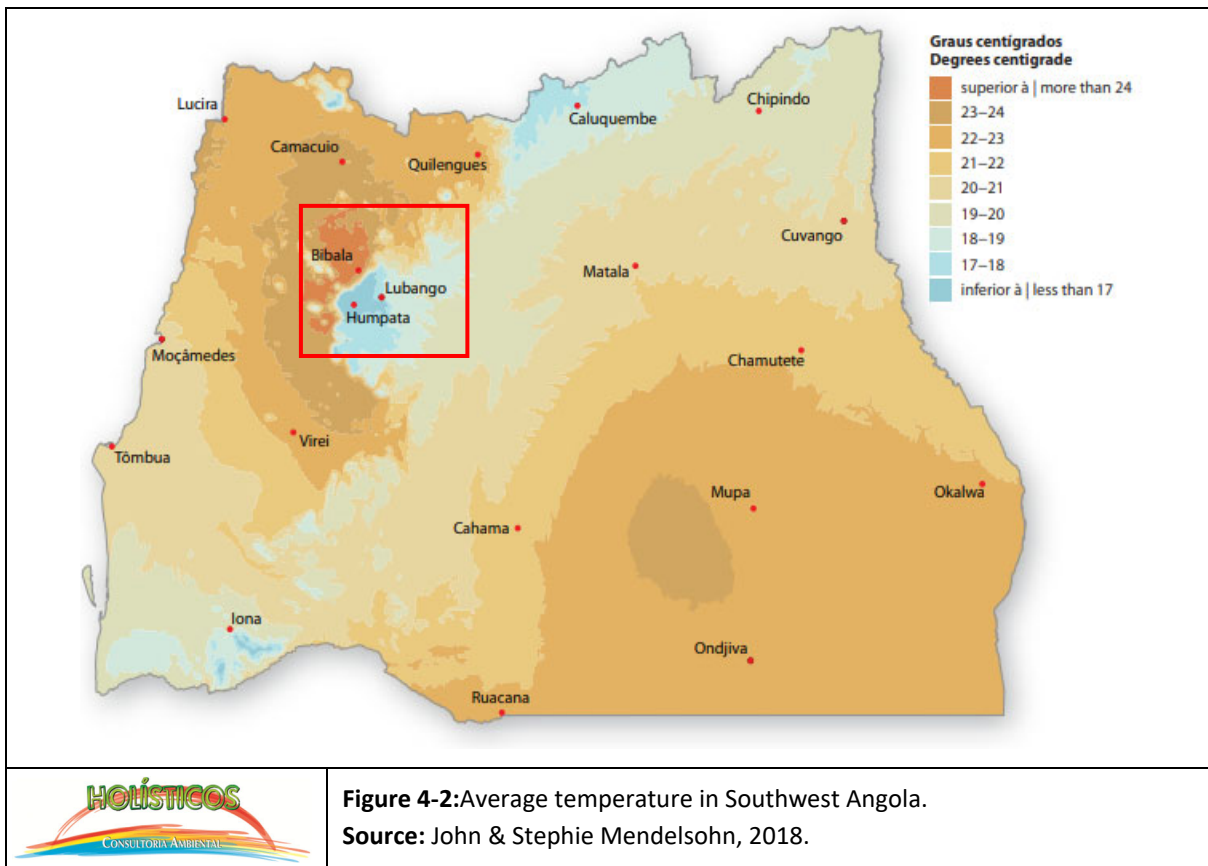 Graus centígrados
Degrees centigrade
superior à | more than 24
23–24
22–23
21–22
20–21
19–20
18–19
17–18
inferior à | less than 17
Lucira
Caluquembe
Chipindo
Camacuio
Quilengues
Cuvango
Bibala
Matala
Lubango
Humpata
Moçâmedes
Chamutete
Virei
Tômbua
Mupa
Okalwa
Cahama
Iona
Ondjiva
Ruacana
HOLÍSTICOS
CONSULTORIA AMBIENTAL
Figure 4-2:Average temperature in Southwest Angola.
Source: John & Stephie Mendelsohn, 2018.